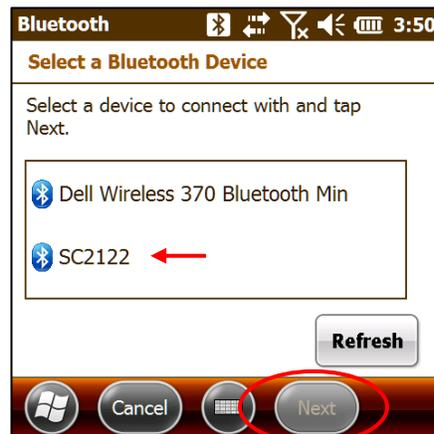 Bluetooth 3:50
Select a Bluetooth Device
Select a device to connect with and tap
Next.
Dell Wireless 370 Bluetooth Min
SC2122
Refresh
Cancel Next